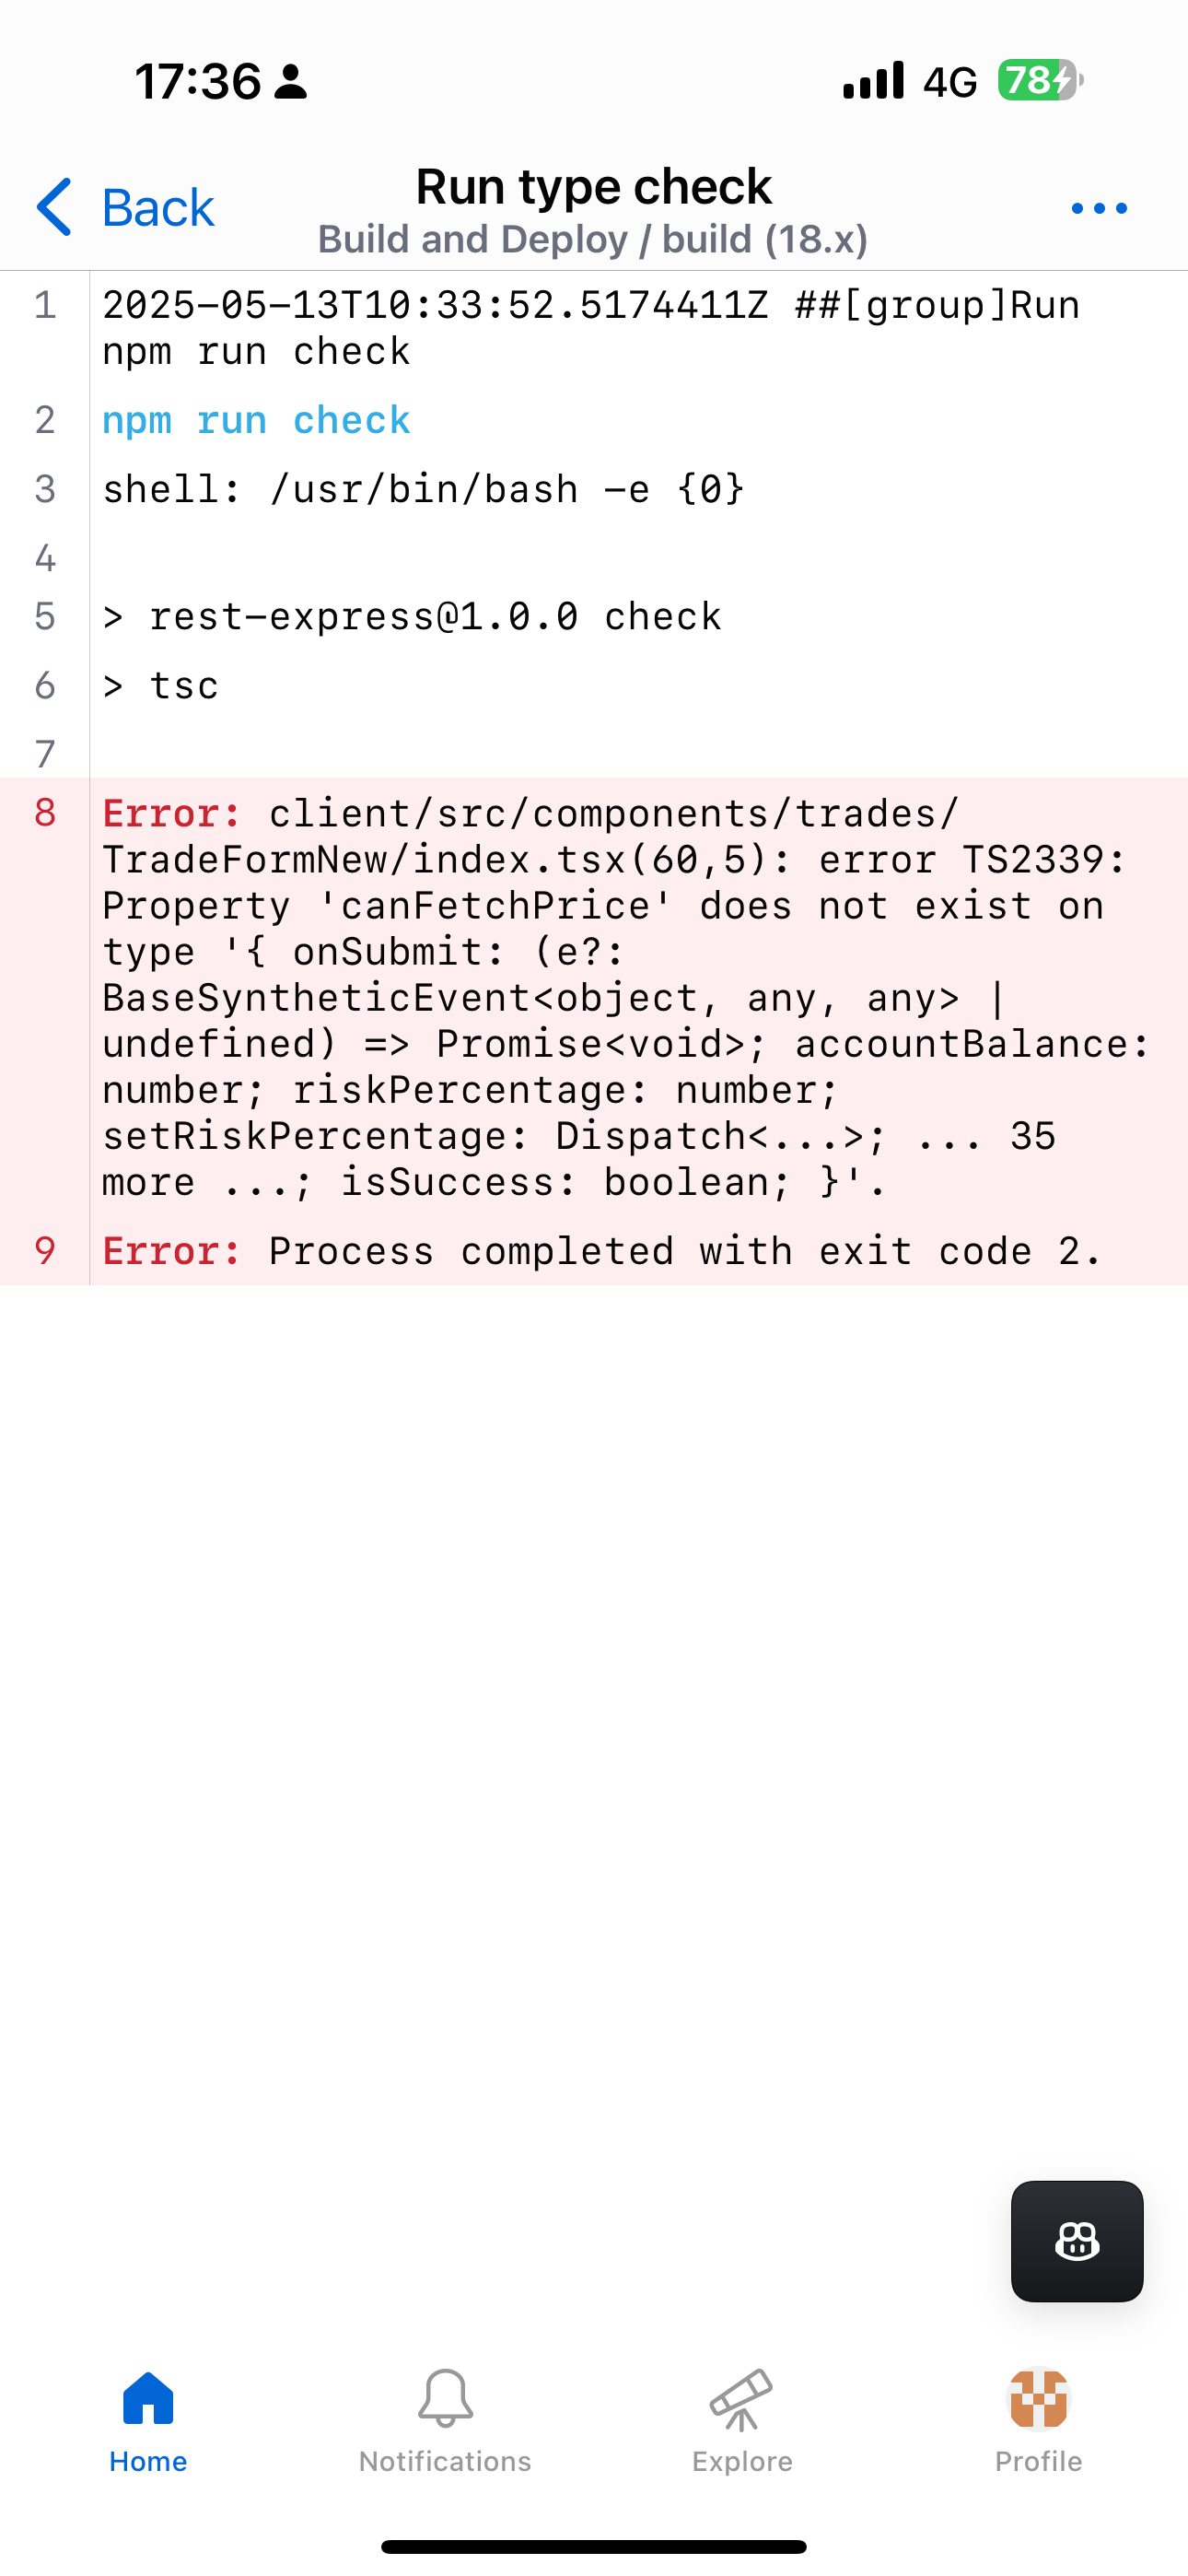 17:36
4G
78
Back
Run type check
Build and Deploy / build (18.x)
1
2025-05-13T10:33:52.5174411Z ##[group]Run
npm run check
2
npm run check
3
shell: /usr/bin/bash -e {0}
4
5
> rest-express@1.0.0 check
6
> tsc
7
8
Error: client/src/components/trades/
TradeFormNew/index.tsx(60,5): error TS2339:
Property 'canFetchPrice' does not exist on
type '{ onSubmit: (e?:
BaseSyntheticEvent<object, any, any> |
undefined) => Promise<void>; accountBalance:
number; riskPercentage: number;
setRiskPercentage: Dispatch<...>; ... 35
more ...; isSuccess: boolean; }'.
9
Error: Process completed with exit code 2.
Home
Notifications
Explore
Profile